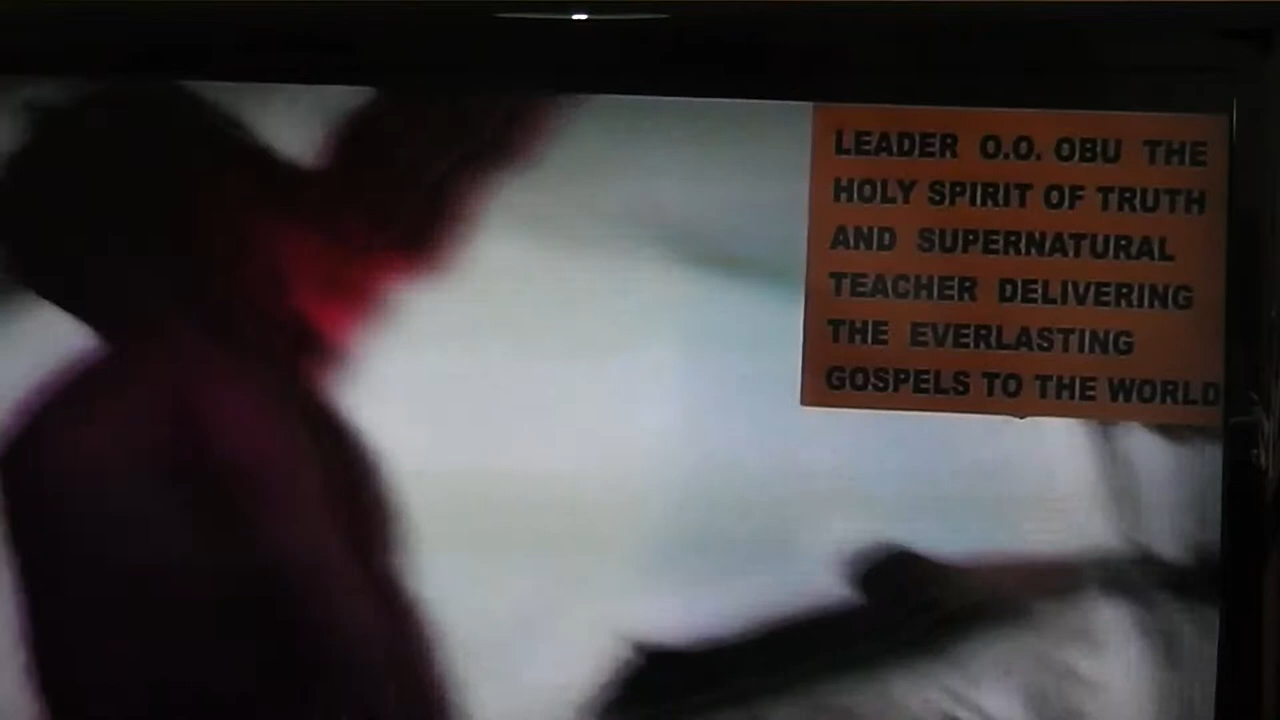 LEADER O.O. OBU THE
HOLY SPIRIT OF TRUTH
AND SUPERNATURAL
TEACHER DELIVERING
THE EVERLASTING
GOSPELS TO THE WORLD